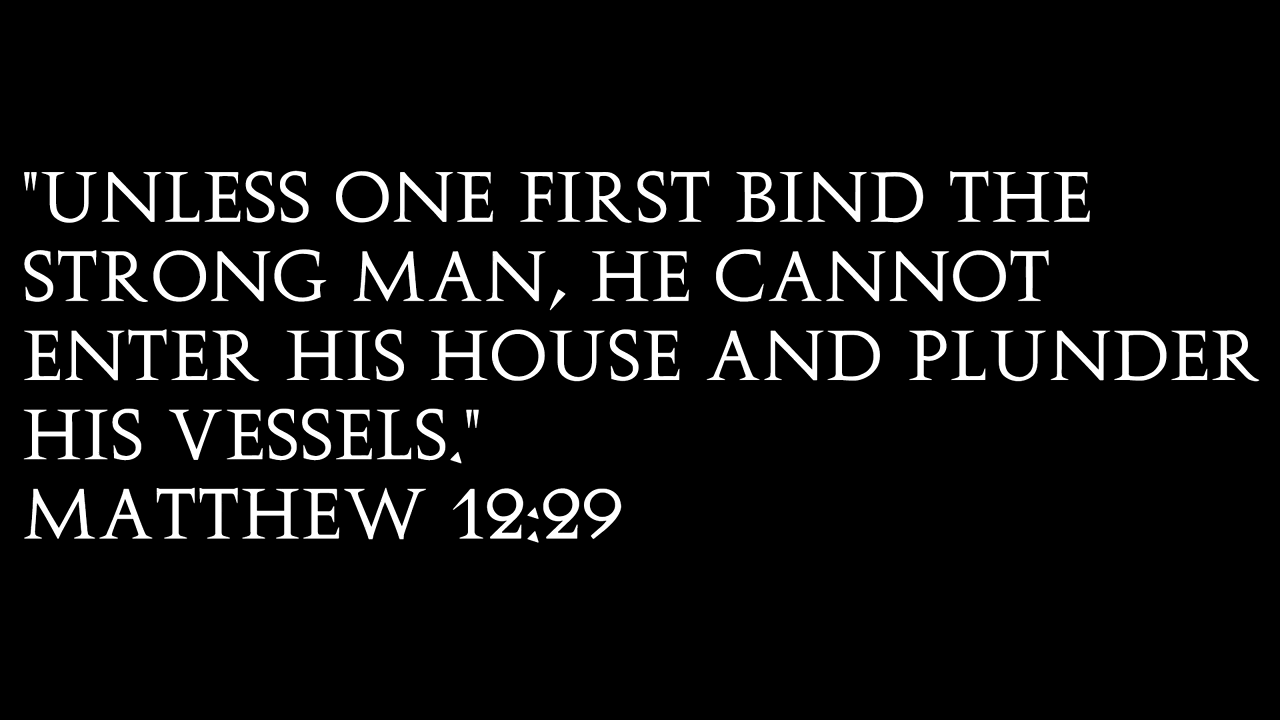 "UNLESS ONE FIRST BIND THE
STRONG MAN, HE CANNOT
ENTER HIS HOUSE AND PLUNDER
HIS VESSELS."
MATTHEW 12:29